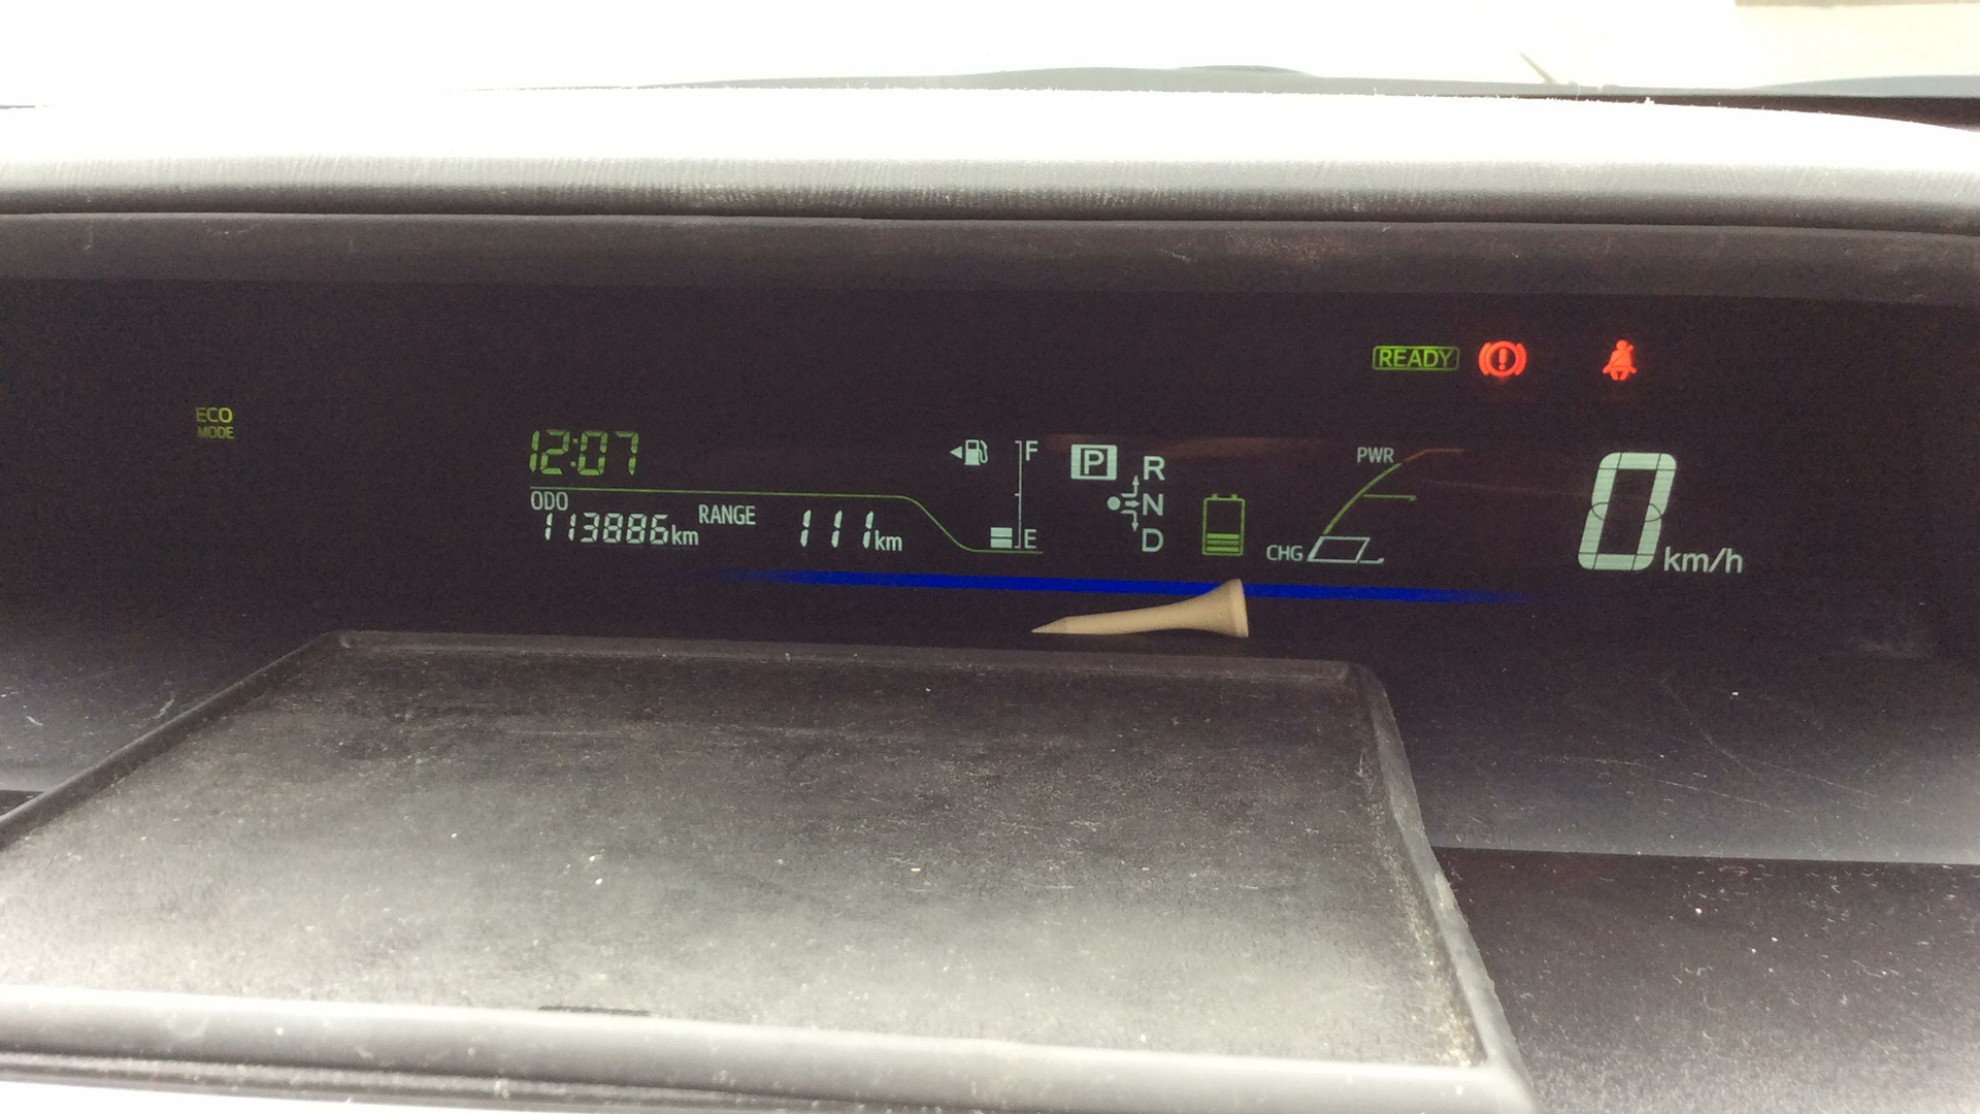 READY
ECO
MODE
12:07
F
P
R
PWR
ODO
113886km
RANGE
111km
N
E
D
CHG
0km/h